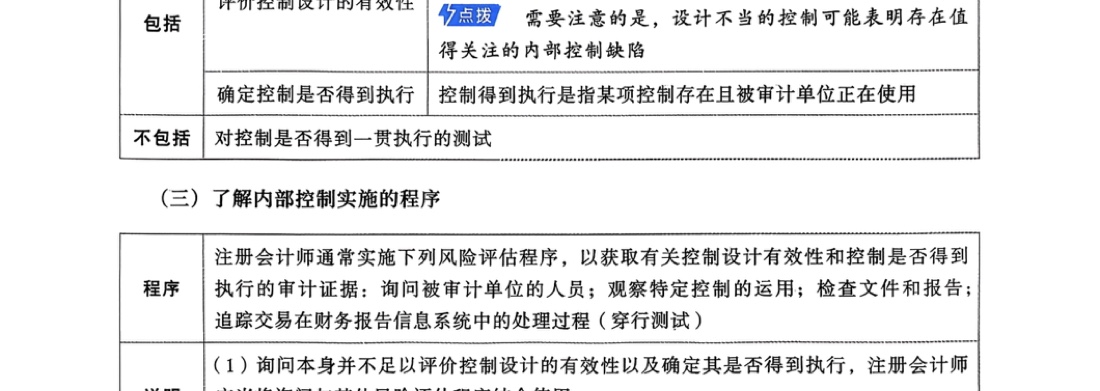 评价控制设计的有效性
包括
点拨 需要注意的是，设计不当的控制可能表明存在值
得关注的内部控制缺陷
确定控制是否得到执行 控制得到执行是指某项控制存在且被审计单位正在使用
不包括 对控制是否得到一贯执行的测试
（三）了解内部控制实施的程序
注册会计师通常实施下列风险评估程序，以获取有关控制设计有效性和控制是否得到
程序 执行的审计证据：询问被审计单位的人员；观察特定控制的运用；检查文件和报告；
追踪交易在财务报告信息系统中的处理过程（穿行测试）
（1）询问本身并不足以评价控制设计的有效性以及确定其是否得到执行，注册会计师